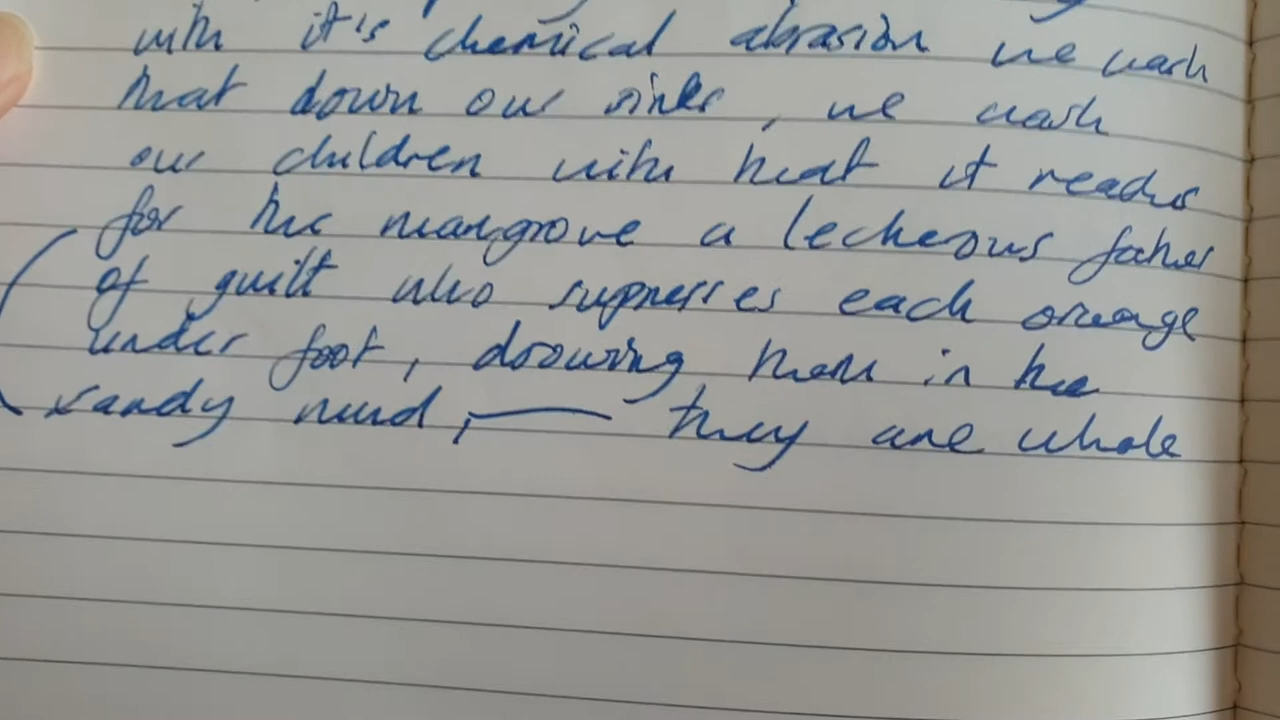 with it's chemical abrasion we wash
that down our sinks, we wash
our children with that it reaches
for the mangrove a lecherous father
of guilt who supresses each orange
under foot, drowing them in the
sandy mud, — they are whole